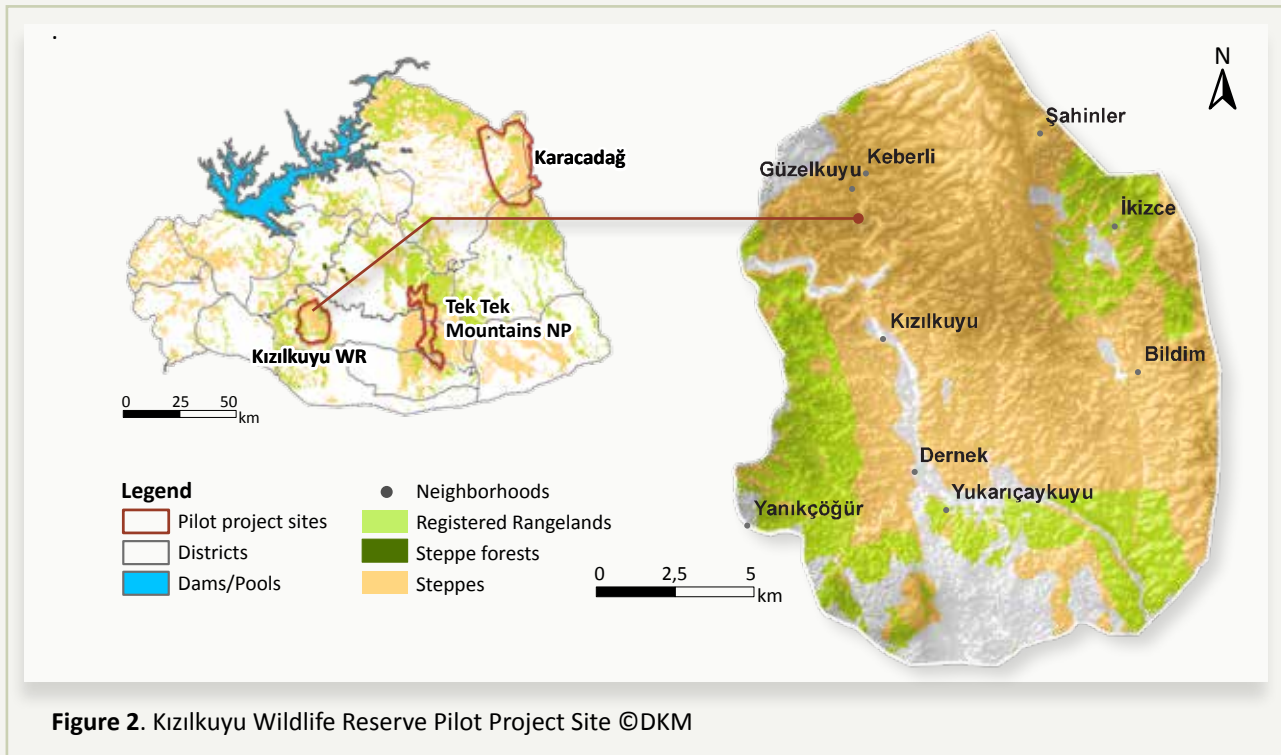 .
N
Karacadağ
Tek Tek
Mountains NP
Kızılkuyu WR
0 25 50
km
Şahinler
Keberli
Güzelkuyu
İkizce
Kızılkuyu
Bildim
Dernek
Yukarıçaykuyu
Yanıkçöğür
Legend
Pilot project sites
Districts
Dams/Pools
Neighborhoods
Registered Rangelands
Steppe forests
Steppes
0 2,5 5
km
Figure 2. Kızılkuyu Wildlife Reserve Pilot Project Site ©DKM